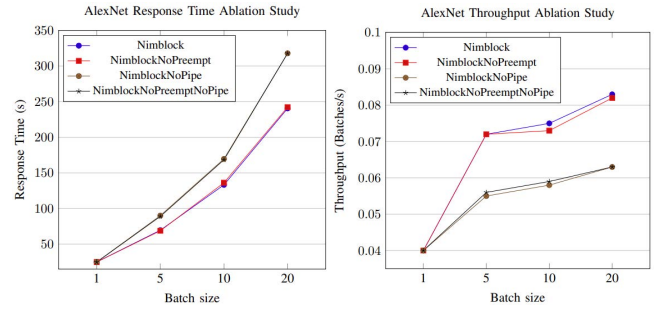 AlexNet Response Time Ablation Study
Nimblock
NimblockNoPreempt
NimblockNoPipe
NimblockNoPreemptNoPipe
350
300
250
200
150
100
50
Response Time (s)
1 5 10 20
Batch size
AlexNet Throughput Ablation Study
Nimblock
NimblockNoPreempt
NimblockNoPipe
NimblockNoPreemptNoPipe
0.1
0.09
0.08
0.07
0.06
0.05
0.04
Throughput (Batches/s)
1 5 10 20
Batch size